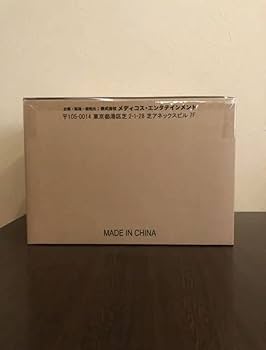 企画・製造・発売元：株式会社 メディコス・エンタテインメント
〒105-0014 東京都港区芝 2-1-28 芝アネックスビル 7F
MADE IN CHINA